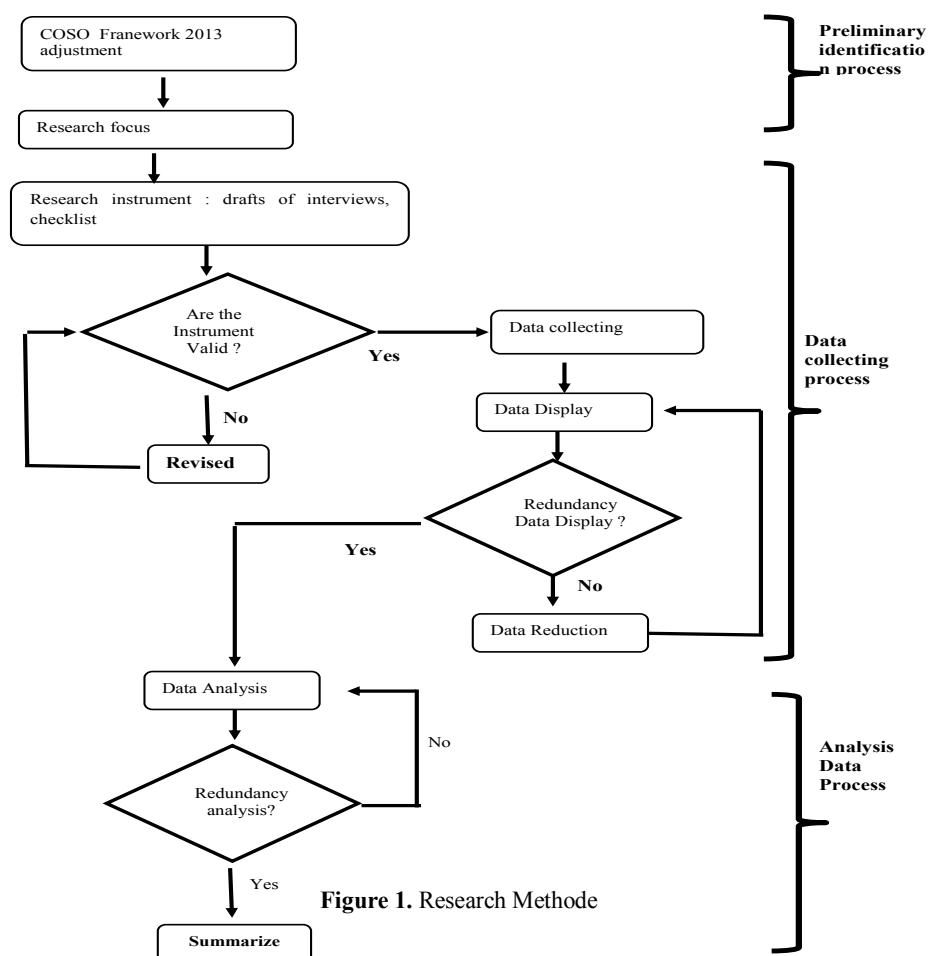 COSO Franework 2013
adjustment
Preliminary
identificatio
n process
Research focus
Research instrument : drafts of interviews,
checklist
Are the
Instrument
Valid ?
Yes
No
Revised
Data collecting
Data Display
Redundancy
Data Display ?
Yes
No
Data Reduction
Data
collecting
process
Data Analysis
No
Redundancy
analysis?
Yes
Summarize
Analysis
Data
Process
Figure 1. Research Methode